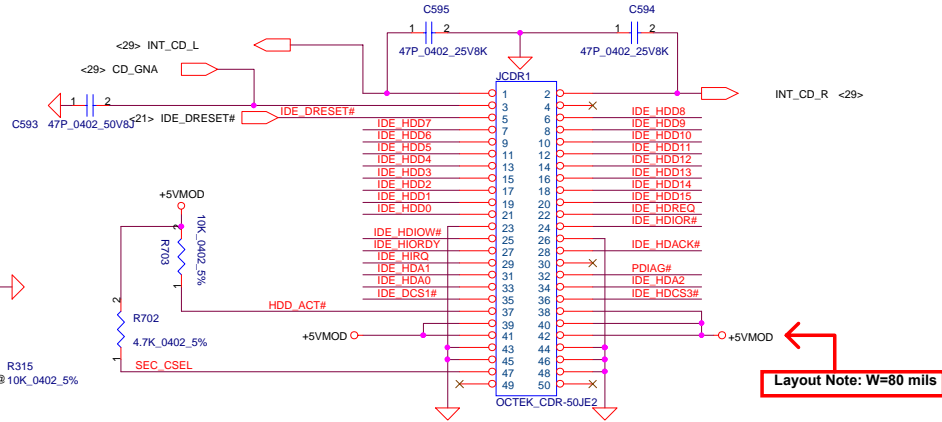 C595
C594
1 2
1 2
47P_0402_25V8K
47P_0402_25V8K
<29> INT_CD_L
<29> CD_GNA
JCDR1
INT_CD_R <29>
1 2
C593 47P_0402_50V8J
<21> IDE_DRESET#
IDE_DRESET#
1 2
3 4
5 6 IDE_HDD8
IDE_HDD7 7 8 IDE_HDD9
IDE_HDD6 9 10 IDE_HDD10
IDE_HDD5 11 12 IDE_HDD11
IDE_HDD4 13 14 IDE_HDD12
IDE_HDD3 15 16 IDE_HDD13
IDE_HDD2 17 18 IDE_HDD14
IDE_HDD1 19 20 IDE_HDD15
IDE_HDD0 21 22 IDE_HDREQ
23 24 IDE_HDIOR#
IDE_HDIOW# 25 26
IDE_HIORDY 27 28 IDE_HDACK#
IDE_HIRQ 29 30
IDE_HDA1 31 32 PDIAG#
IDE_HDA0 33 34 IDE_HDA2
IDE_DCS1# 35 36 IDE_HDCS3#
HDD_ACT# 37 38
39 40
+5VMOD 41 42 +5VMOD
43 44
45 46
SEC_CSEL 47 48
49 50
OCTEK_CDR-50JE2
+5VMOD
2
R703
10K_0402_5%
1
2
R702
4.7K_0402_5%
1
R315
@ 10K_0402_5%
Layout Note: W=80 mils